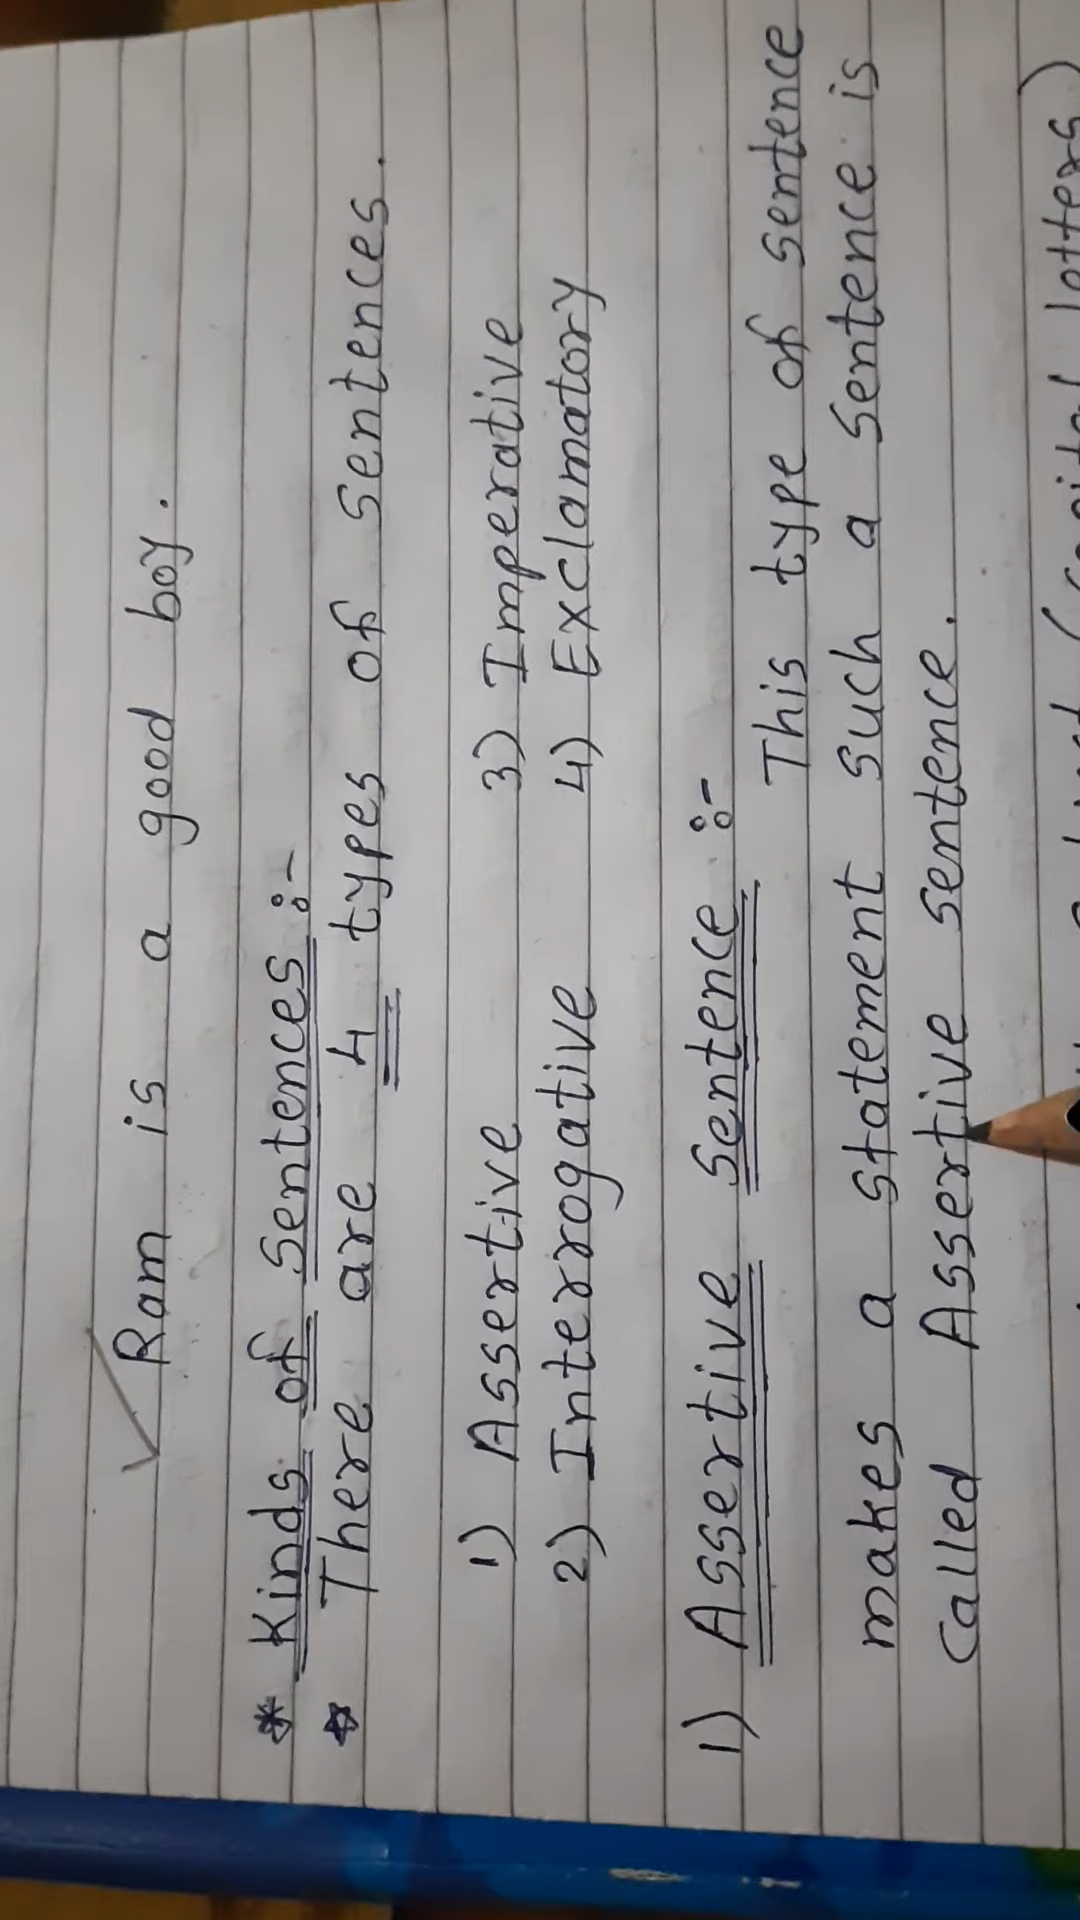 Ram is a good boy.
* Kinds of Sentences :-
* There are 4 types of Sentences.
1) Assertive 3) Imperative
2) Interrogative 4) Exclamatory
1) Assertive Sentence :-
This type of sentence
makes a statement such a sentence is
called Assertive sentence.
letters)